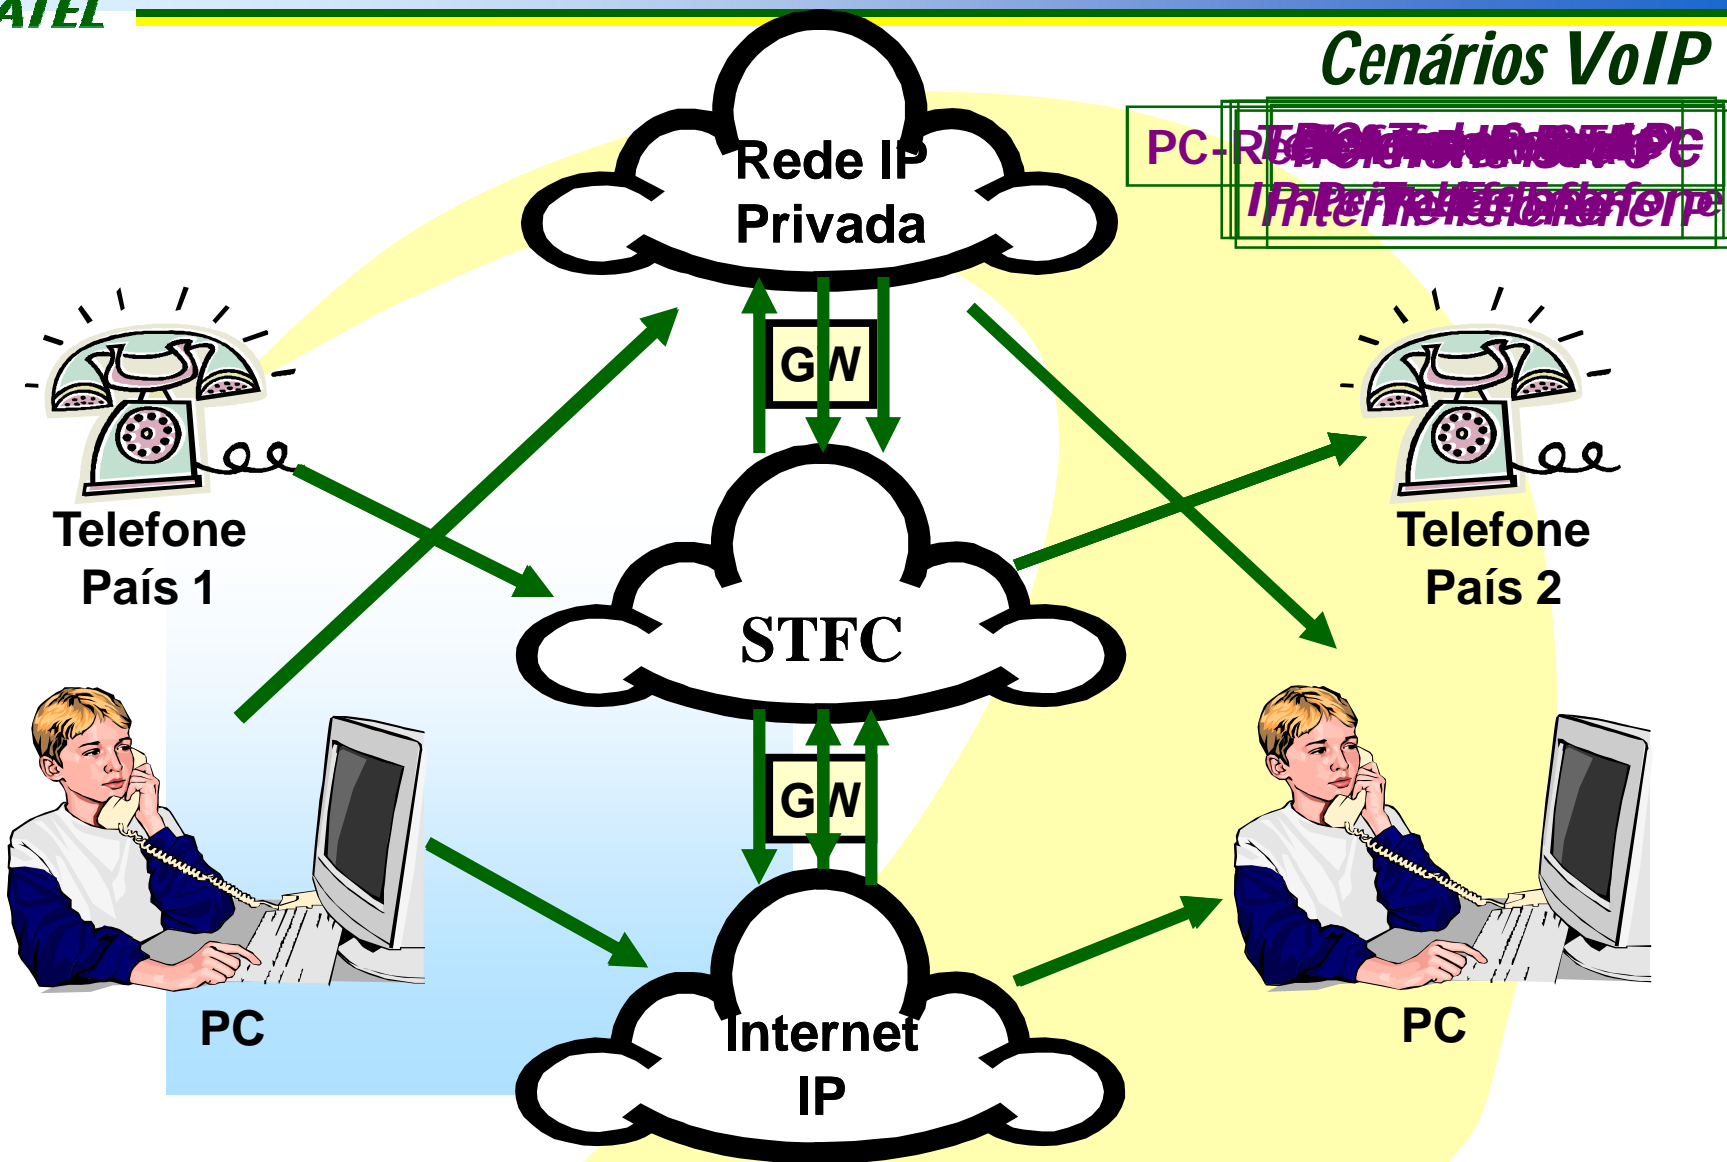 ATEL
Cenários VoIP
PC-
Rede IP
Privada
GW
Telefone
País 1
Telefone
País 2
STFC
GW
PC
PC
Internet
IP